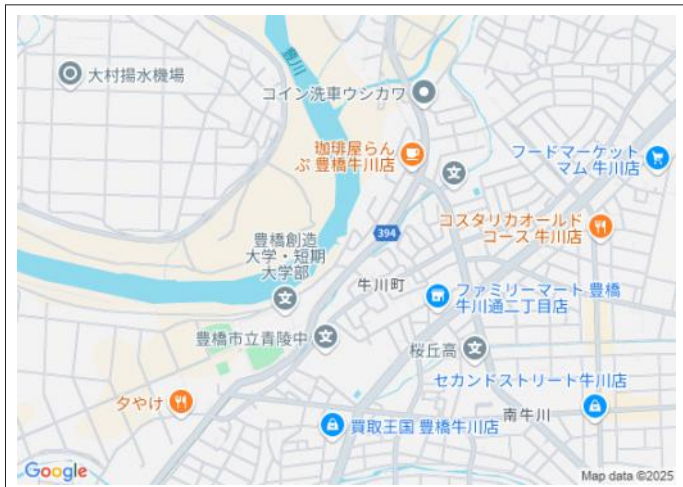 大村揚水機場
豊川
コイン洗車ウシカワ
珈琲屋らん
ぷ 豊橋牛川店
フードマーケット
マム 牛川店
コスタリカオールド
コース 牛川店
394
豊橋創造
大学・短期
大学部
牛川町
ファミリーマート 豊橋
牛川通二丁目店
豊橋市立青陵中
桜丘高
セカンドストリート牛川店
夕やけ
南牛川
買取王国 豊橋牛川店
文
文
文
文
Google
Map data ©2025